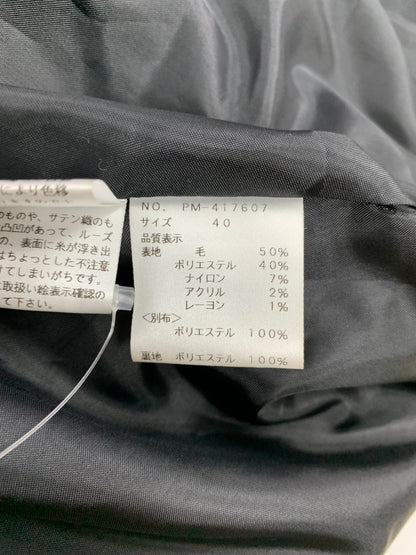 により色移
のものや、サテン織のも
凸凹があって、ルーズ
の、表面に糸が浮き出
はちょっとした不注意
けてしまいがちです。
に取扱い絵表示確認の
て下さい。
NO. PM-417607
サイズ 40
品質表示
表地 毛 50%
ポリエステル 40%
ナイロン 7%
アクリル 2%
レーヨン 1%
<別布>
ポリエステル 100%
裏地 ポリエステル 100%